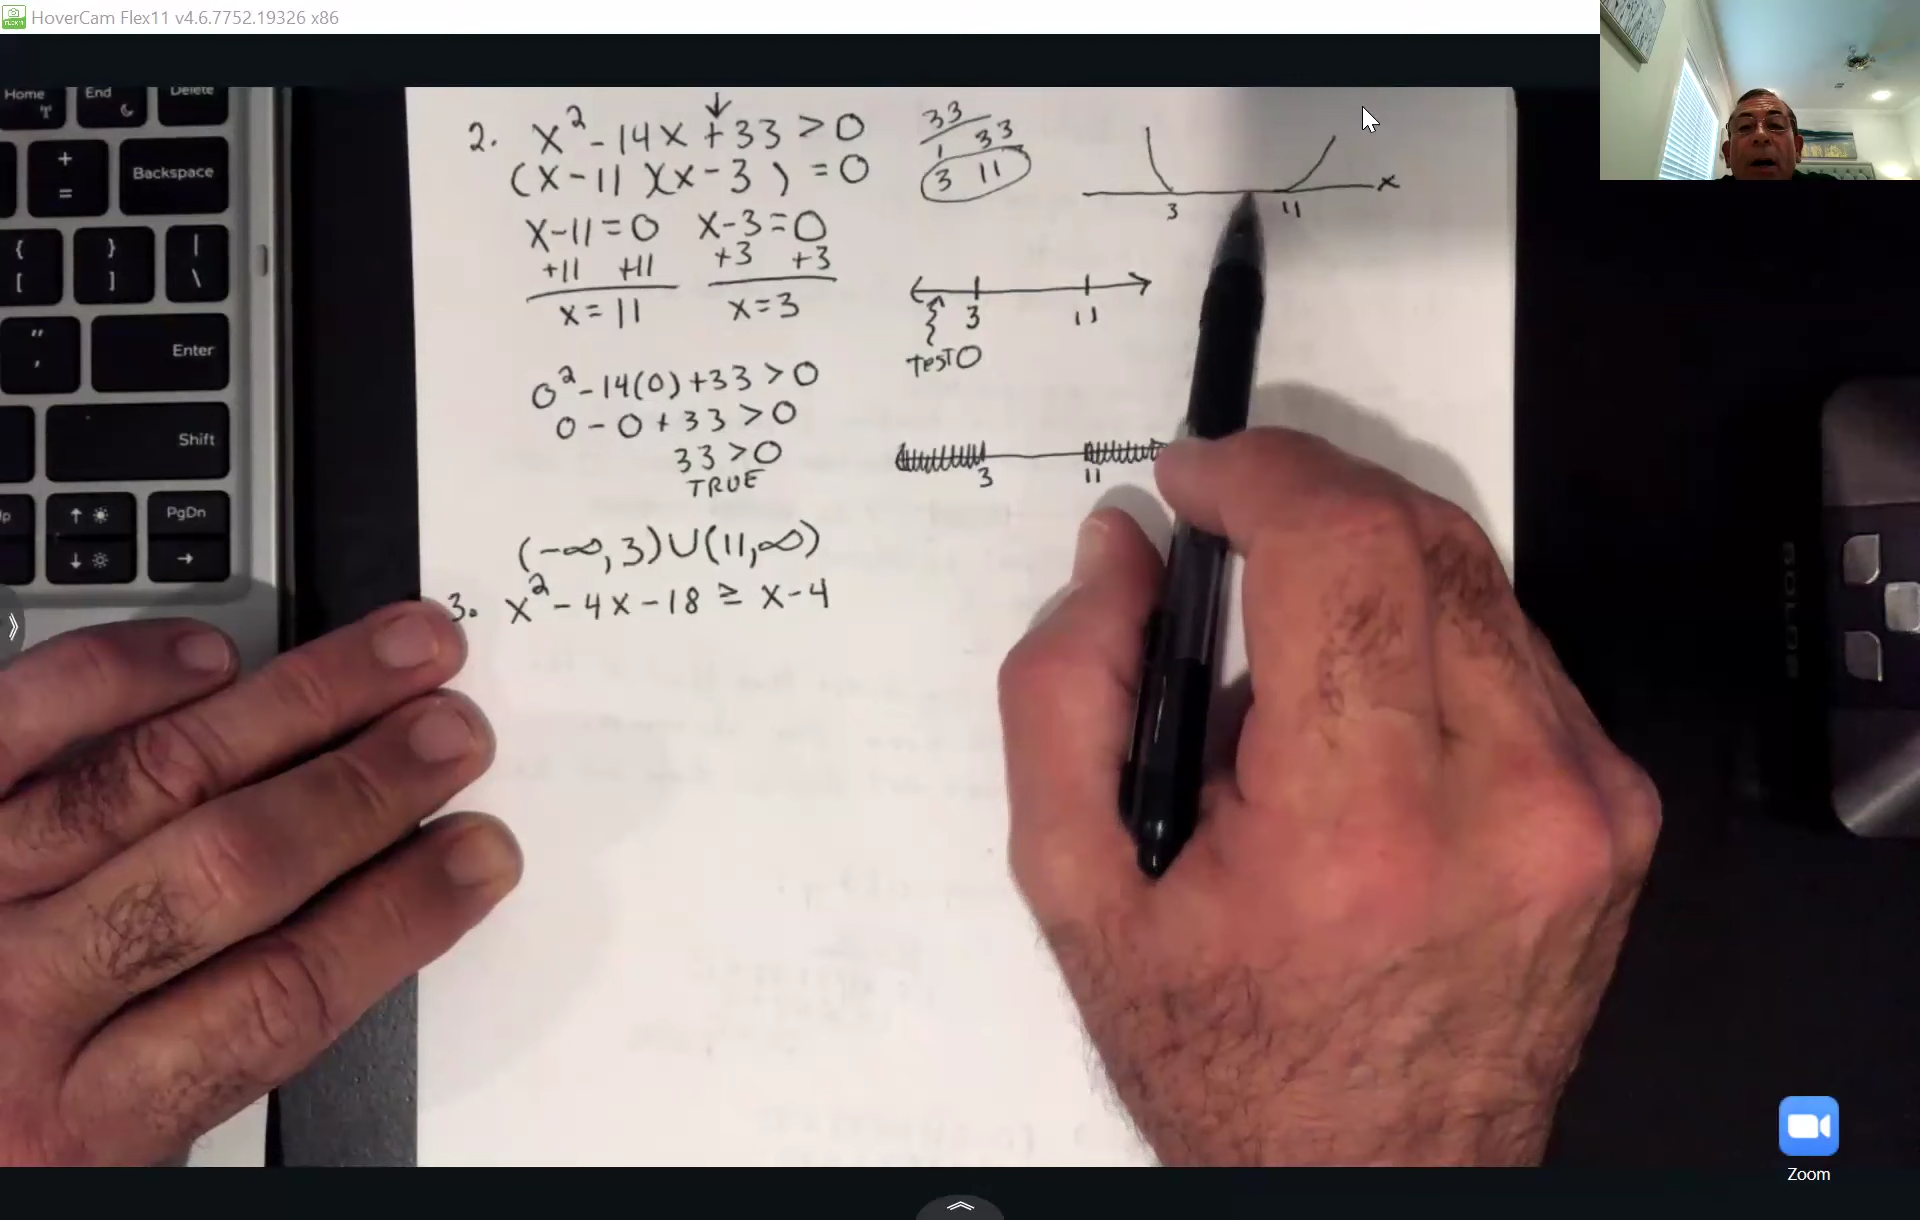 HoverCam Flex11 v4.6.7752.19326 x86
Home End Delete
+ = Backspace
{ [ } ] | \
" , Enter
Shift
PgDn
2. x² - 14x + 33 > 0
(x - 11)(x - 3) = 0
x - 11 = 0 x - 3 = 0
+11 +11 +3 +3
x = 11 x = 3
0² - 14(0) + 33 > 0
0 - 0 + 33 > 0
33 > 0
TRUE
(-∞, 3) ∪ (11, ∞)
3. x² - 4x - 18 ≥ x - 4
33
1 33
3 11
3 11 x
3 11
Test 0
3 11
Zoom